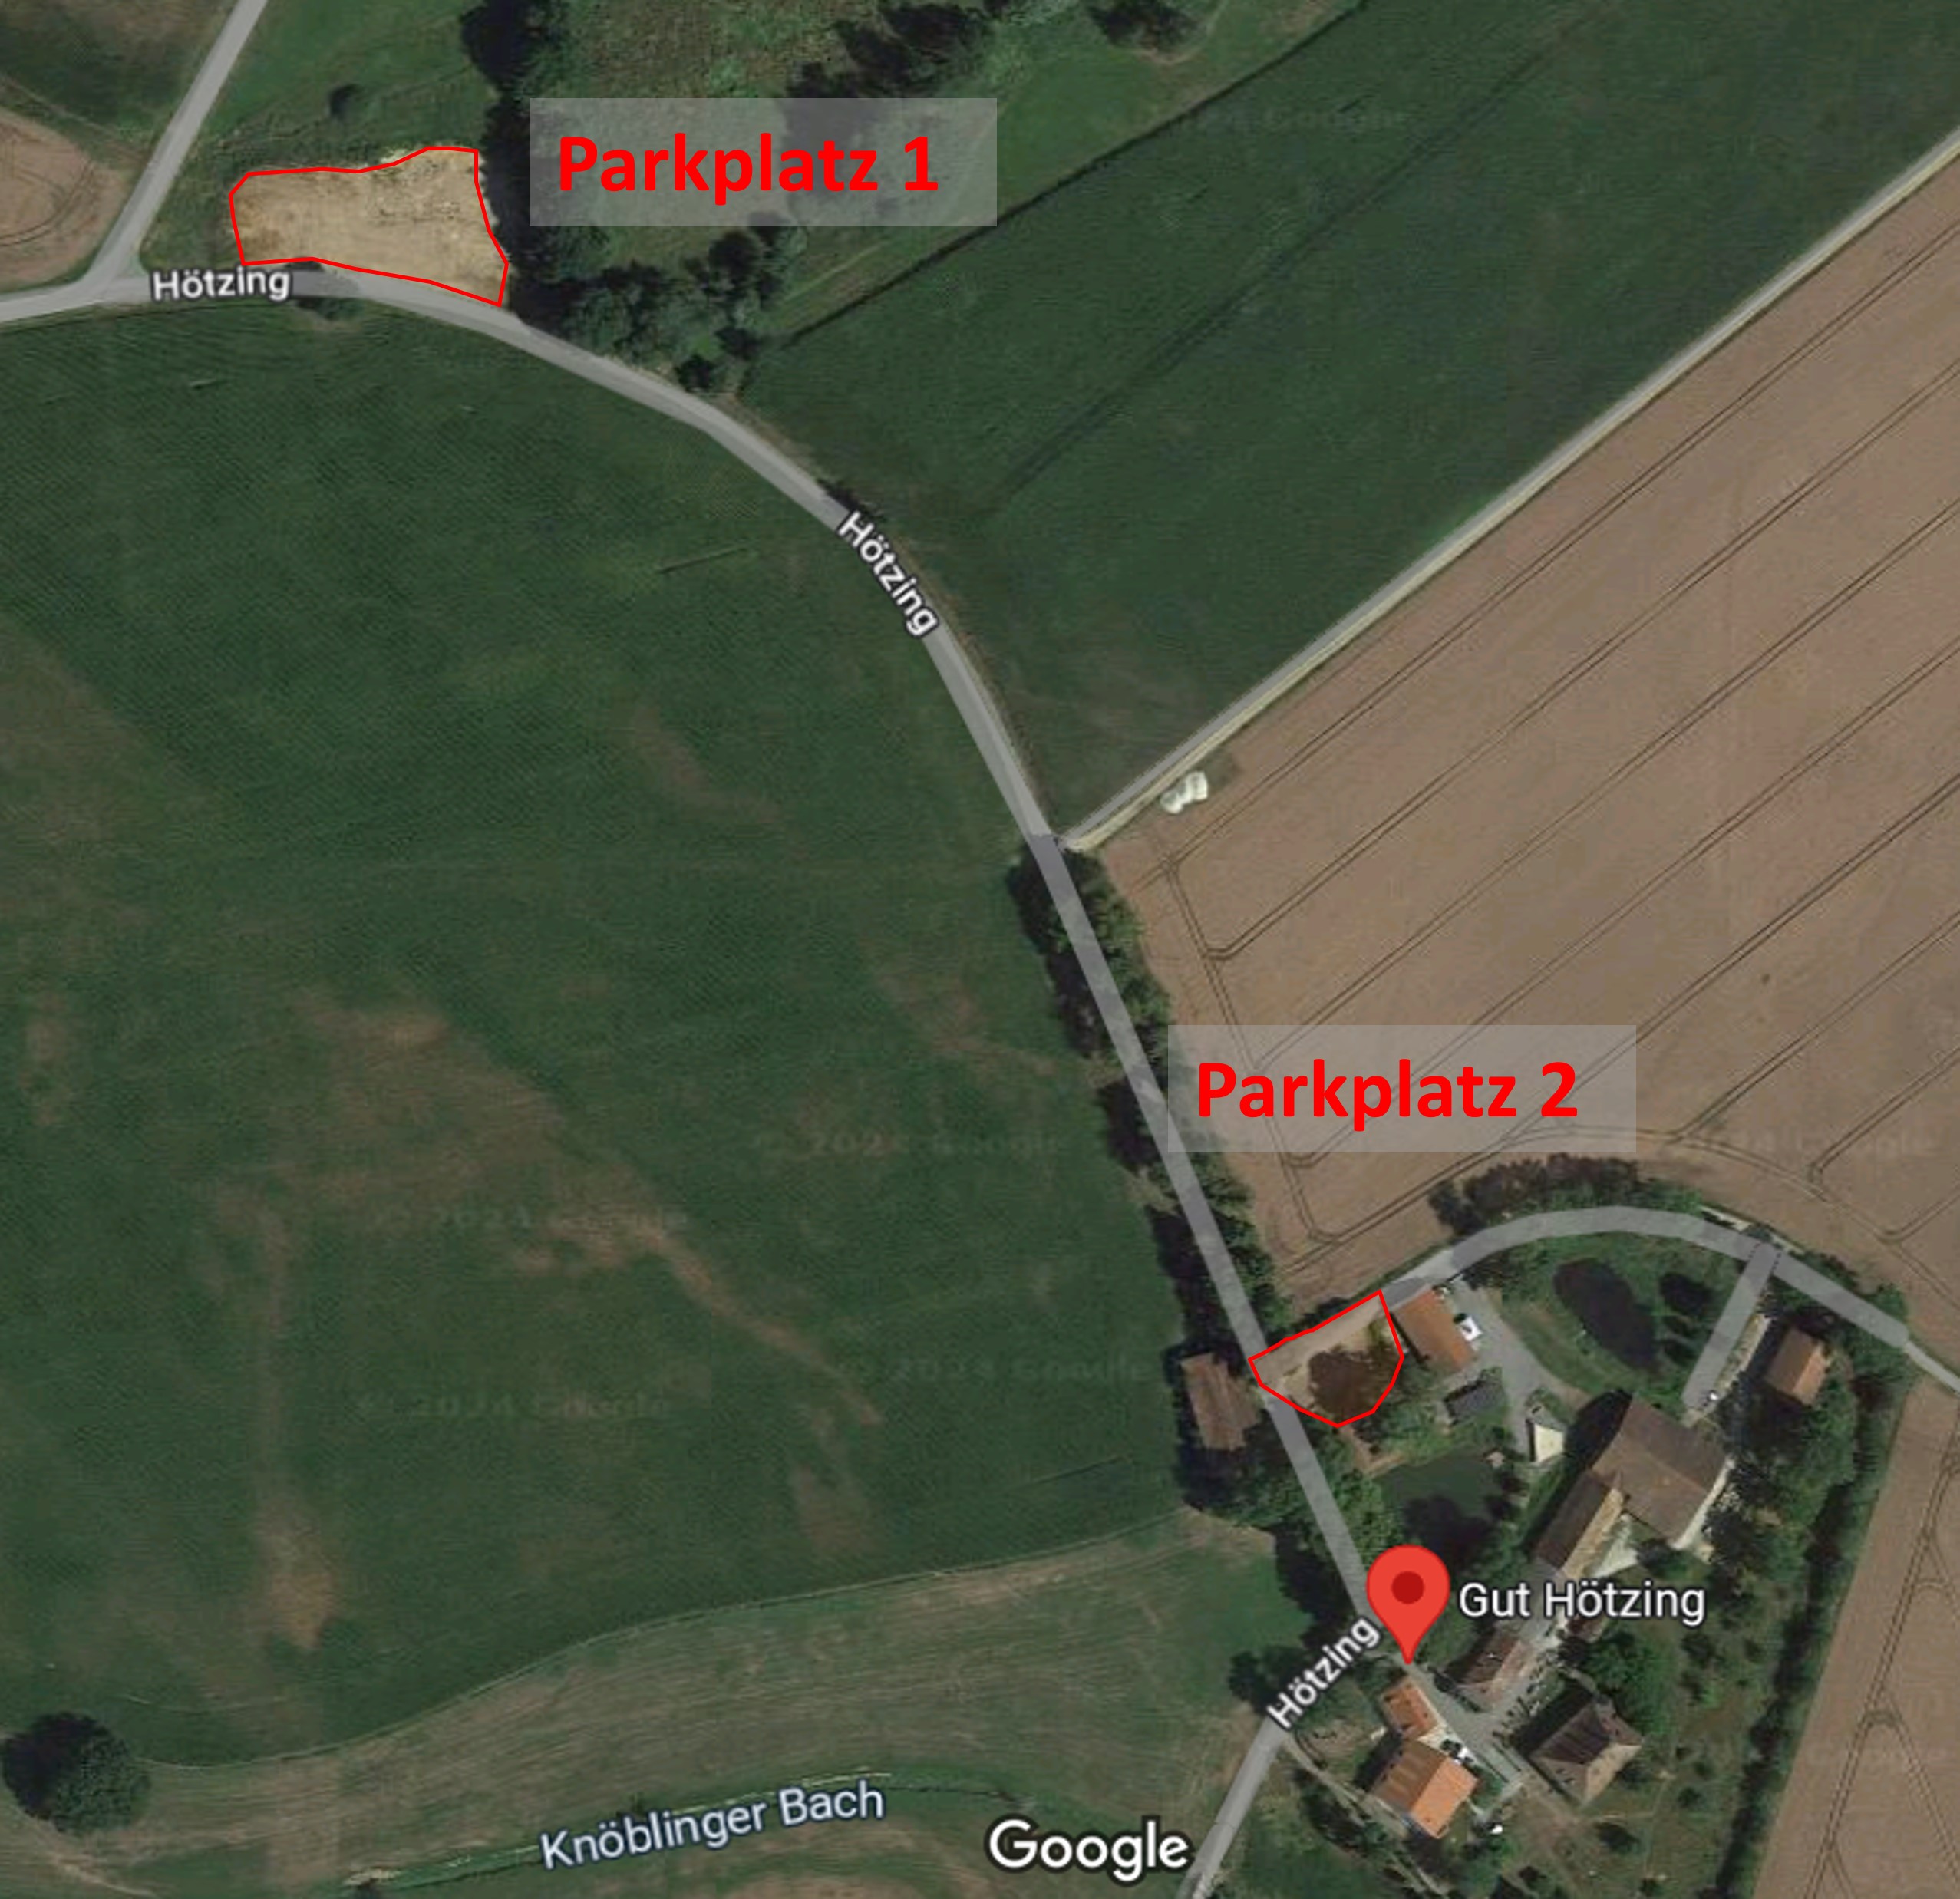 Parkplatz 1
Hötzing
Hötzing
Parkplatz 2
Gut Hötzing
Hötzing
Knöblinger Bach
Google